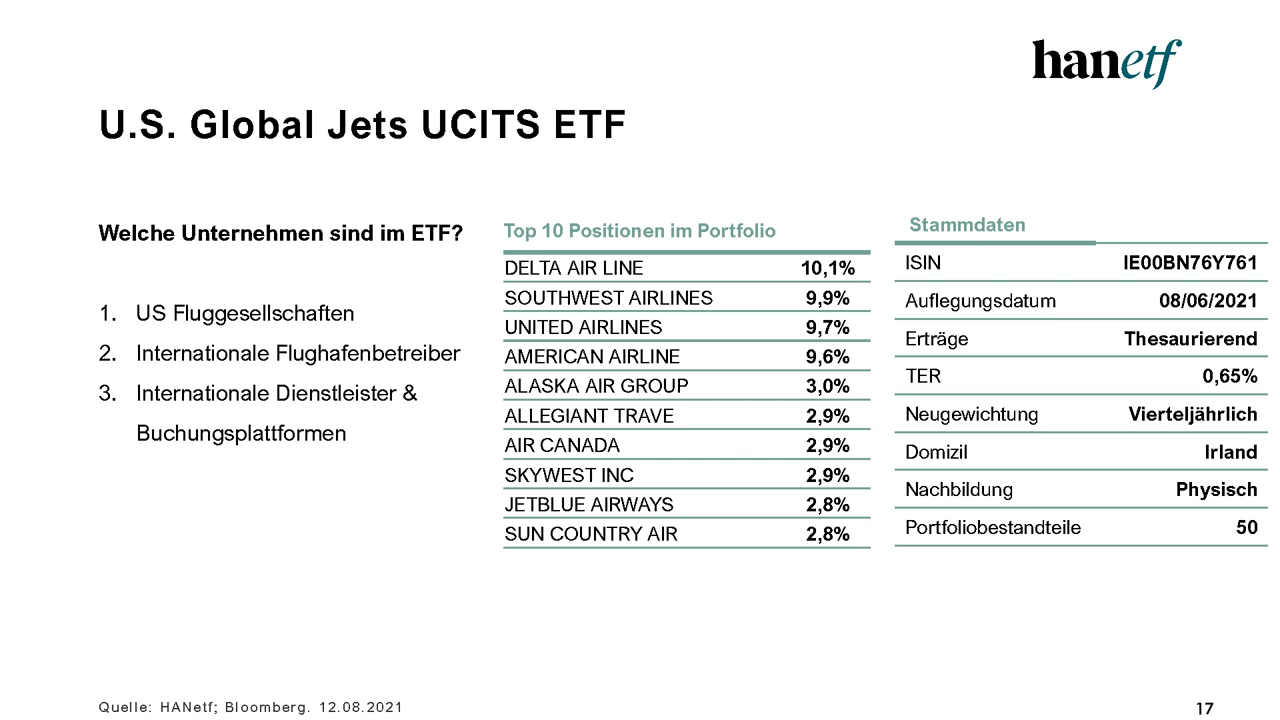 hanetf
U.S. Global Jets UCITS ETF
Welche Unternehmen sind im ETF?
1. US Fluggesellschaften
2. Internationale Flughafenbetreiber
3. Internationale Dienstleister &
Buchungsplattformen
Top 10 Positionen im Portfolio
DELTA AIR LINE 10,1%
SOUTHWEST AIRLINES 9,9%
UNITED AIRLINES 9,7%
AMERICAN AIRLINE 9,6%
ALASKA AIR GROUP 3,0%
ALLEGIANT TRAVE 2,9%
AIR CANADA 2,9%
SKYWEST INC 2,9%
JETBLUE AIRWAYS 2,8%
SUN COUNTRY AIR 2,8%
Stammdaten
ISIN IE00BN76Y761
Auflegungsdatum 08/06/2021
Erträge Thesaurierend
TER 0,65%
Neugewichtung Vierteljährlich
Domizil Irland
Nachbildung Physisch
Portfoliobestandteile 50
Quelle: HANetf; Bloomberg. 12.08.2021
17